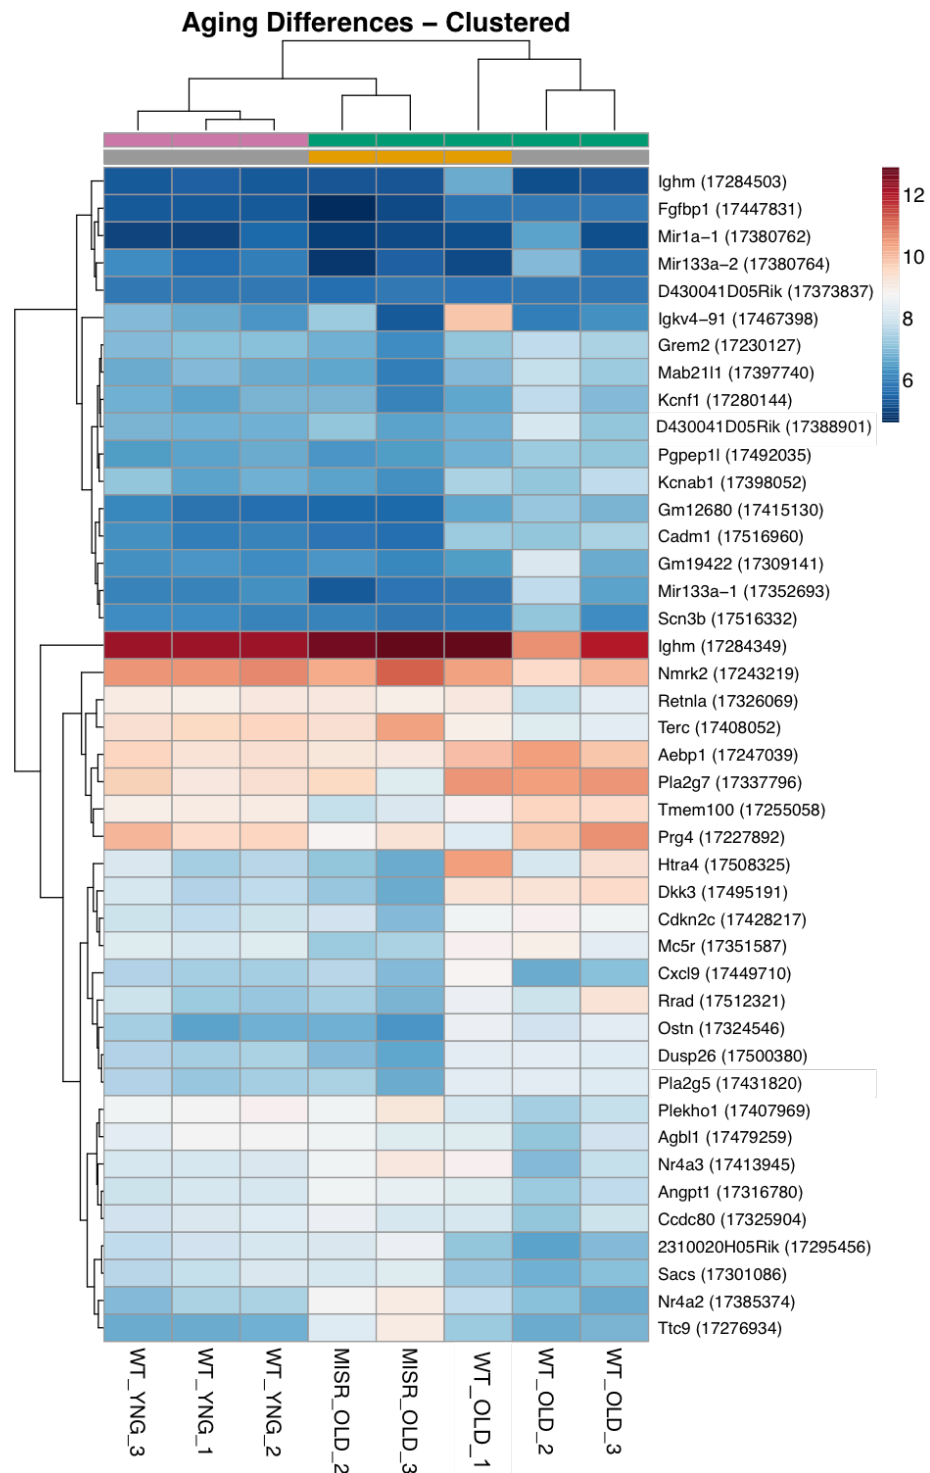 Aging Differences – Clustered
Ighm (17284503)
Fgfbp1 (17447831)
Mir1a−1 (17380762)
Mir133a−2 (17380764)
D430041D05Rik (17373837)
Igkv4−91 (17467398)
Grem2 (17230127)
Mab21l1 (17397740)
Kcnf1 (17280144)
D430041D05Rik (17388901)
Pgpep1l (17492035)
Kcnab1 (17398052)
Gm12680 (17415130)
Cadm1 (17516960)
Gm19422 (17309141)
Mir133a−1 (17352693)
Scn3b (17516332)
Ighm (17284349)
Nmrk2 (17243219)
Retnla (17326069)
Terc (17408052)
Aebp1 (17247039)
Pla2g7 (17337796)
Tmem100 (17255058)
Prg4 (17227892)
Htra4 (17508325)
Dkk3 (17495191)
Cdkn2c (17428217)
Mc5r (17351587)
Cxcl9 (17449710)
Rrad (17512321)
Ostn (17324546)
Dusp26 (17500380)
Pla2g5 (17431820)
Plekho1 (17407969)
Agbl1 (17479259)
Nr4a3 (17413945)
Angpt1 (17316780)
Ccdc80 (17325904)
2310020H05Rik (17295456)
Sacs (17301086)
Nr4a2 (17385374)
Ttc9 (17276934)
12
10
8
6
WT_YNG_3
WT_YNG_1
WT_YNG_2
MISR_OLD_2
MISR_OLD_3
WT_OLD_1
WT_OLD_2
WT_OLD_3